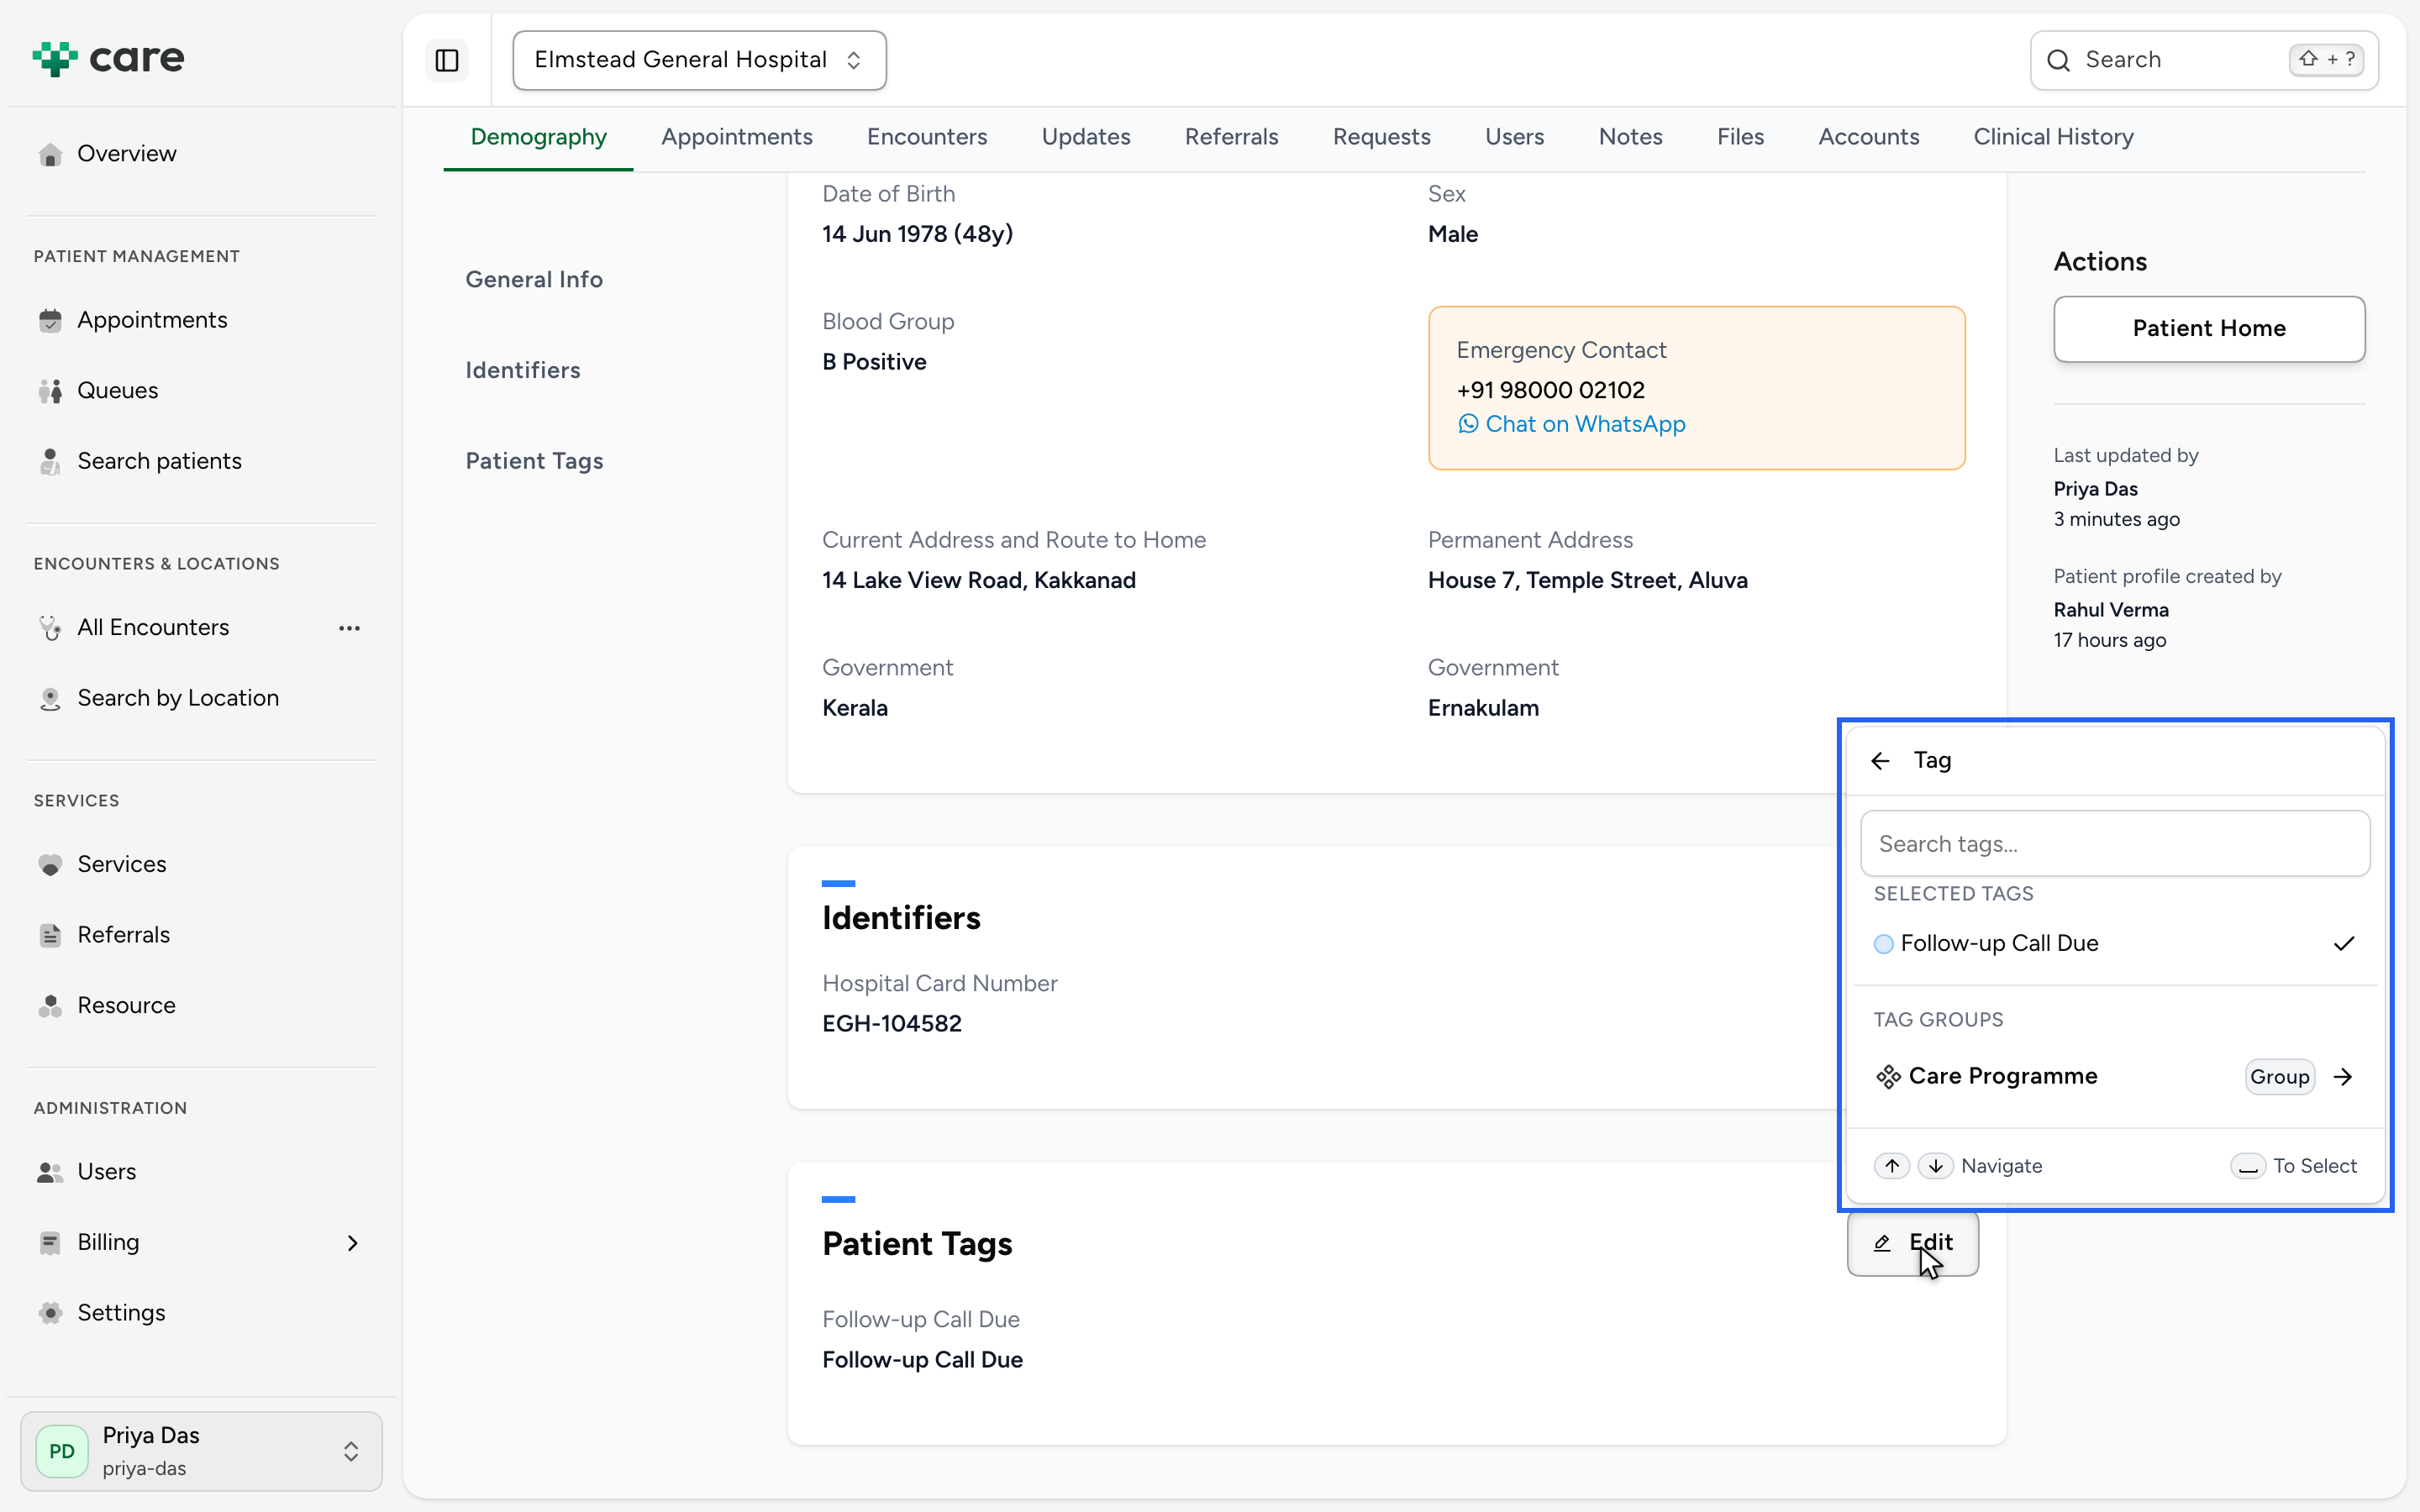 care
Elmstead General Hospital
Search
+ ?
Overview
PATIENT MANAGEMENT
Appointments
Queues
Search patients
ENCOUNTERS & LOCATIONS
All Encounters
Search by Location
SERVICES
Services
Referrals
Resource
ADMINISTRATION
Users
Billing
Settings
PD
Priya Das
priya-das
Demography
Appointments
Encounters
Updates
Referrals
Requests
Users
Notes
Files
Accounts
Clinical History
General Info
Identifiers
Patient Tags
Date of Birth
14 Jun 1978 (48y)
Sex
Male
Blood Group
B Positive
Emergency Contact
+91 98000 02102
Chat on WhatsApp
Current Address and Route to Home
14 Lake View Road, Kakkanad
Permanent Address
House 7, Temple Street, Aluva
Government
Kerala
Government
Ernakulam
Identifiers
Hospital Card Number
EGH-104582
Patient Tags
Edit
Follow-up Call Due
Follow-up Call Due
Actions
Patient Home
Last updated by
Priya Das
3 minutes ago
Patient profile created by
Rahul Verma
17 hours ago
Tag
Search tags...
SELECTED TAGS
Follow-up Call Due
TAG GROUPS
Care Programme
Group
Navigate
To Select